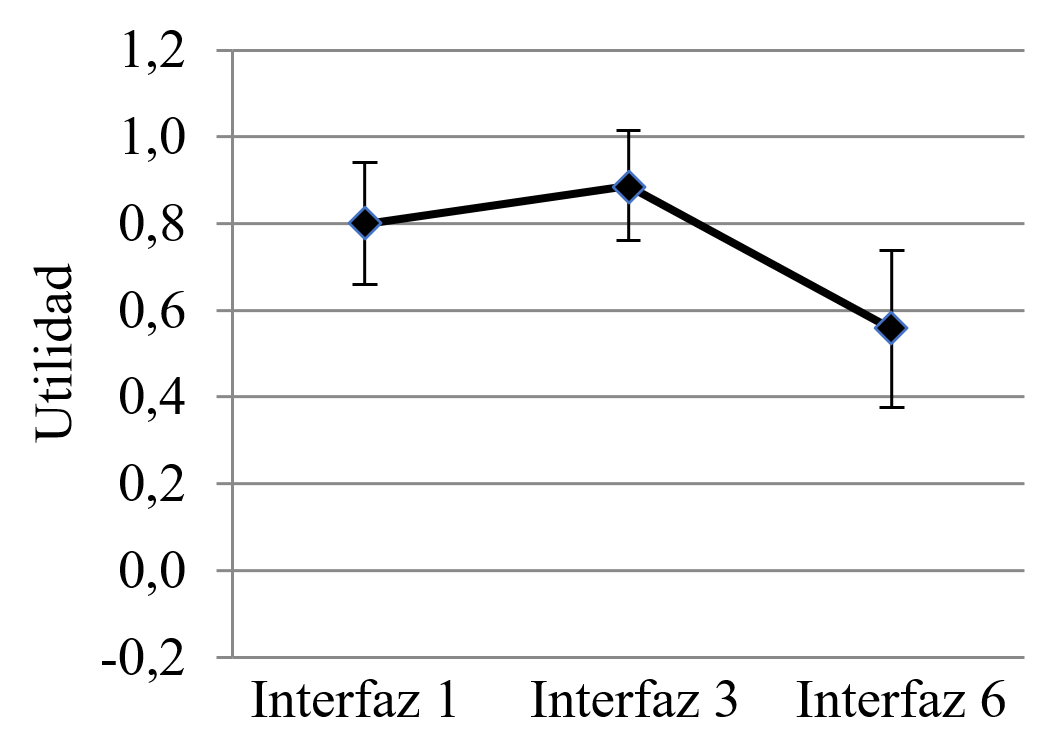 1,2
1,0
0,8
0,6
0,4
0,2
0,0
-0,2
Utilidad
Interfaz 1
Interfaz 3
Interfaz 6